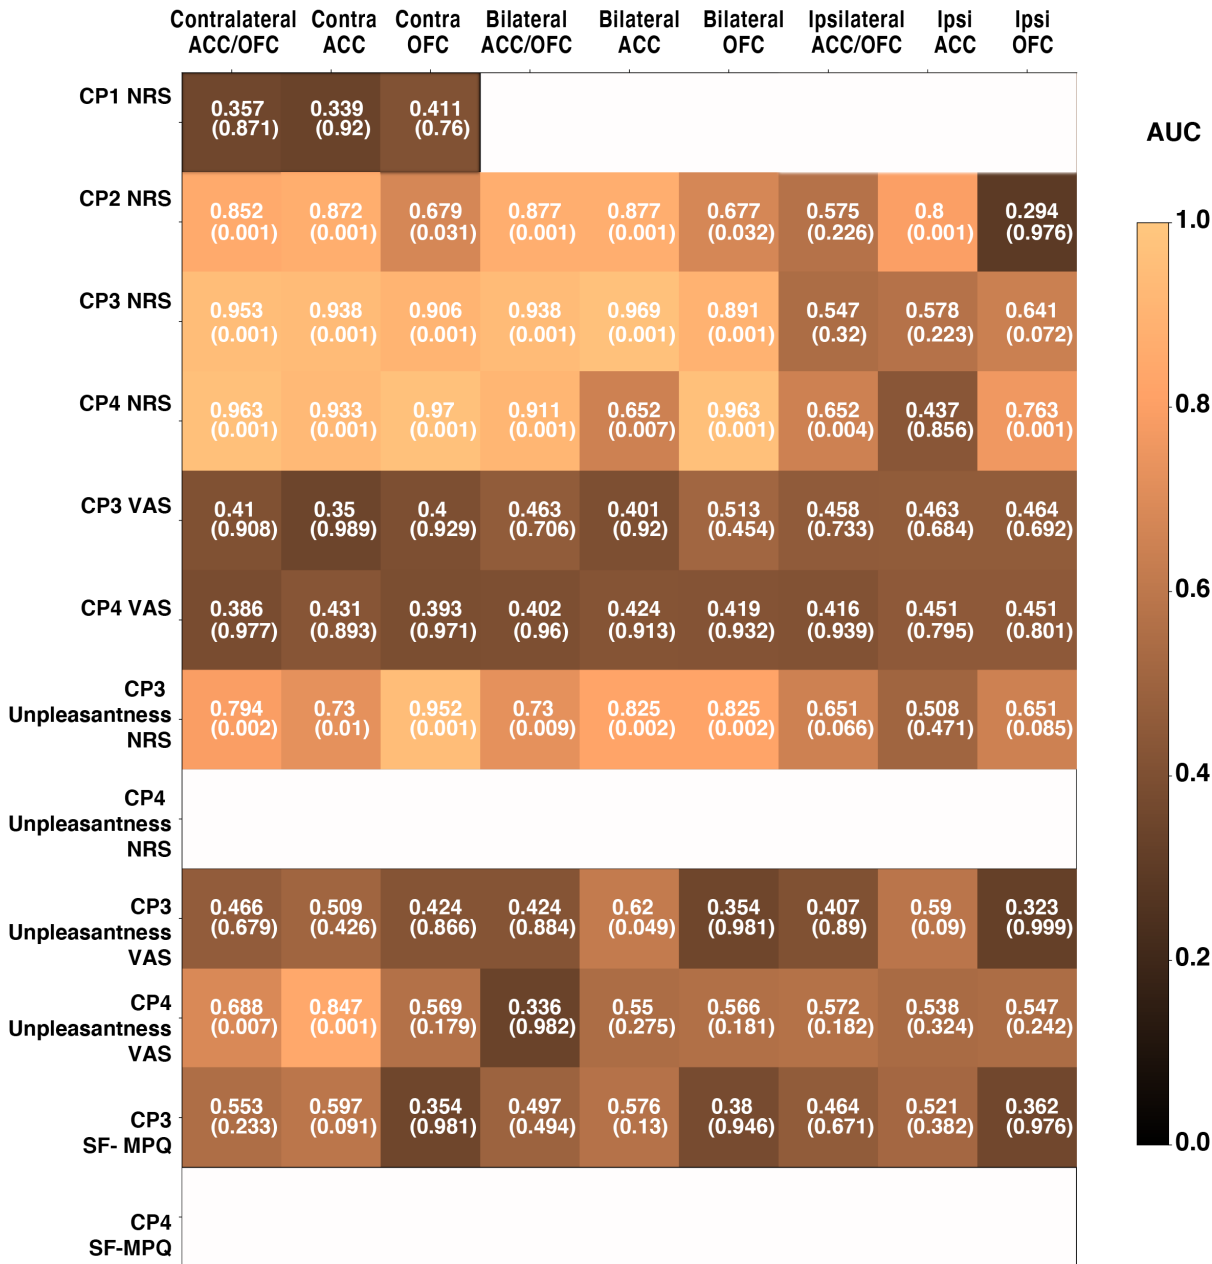 Contralateral Contra Contra Bilateral Bilateral Bilateral Ipsilateral Ipsi Ipsi
ACC/OFC ACC OFC ACC/OFC ACC OFC ACC/OFC ACC OFC
CP1 NRS 0.357 0.339 0.411
(0.871) (0.92) (0.76)
CP2 NRS 0.852 0.872 0.679 0.877 0.877 0.677 0.575 0.8 0.294
(0.001) (0.001) (0.031) (0.001) (0.001) (0.032) (0.226) (0.001) (0.976)
CP3 NRS 0.953 0.938 0.906 0.938 0.969 0.891 0.547 0.578 0.641
(0.001) (0.001) (0.001) (0.001) (0.001) (0.001) (0.32) (0.223) (0.072)
CP4 NRS 0.963 0.933 0.97 0.911 0.652 0.963 0.652 0.437 0.763
(0.001) (0.001) (0.001) (0.001) (0.007) (0.001) (0.004) (0.856) (0.001)
CP3 VAS 0.41 0.35 0.4 0.463 0.401 0.513 0.458 0.463 0.464
(0.908) (0.989) (0.929) (0.706) (0.92) (0.454) (0.733) (0.684) (0.692)
CP4 VAS 0.386 0.431 0.393 0.402 0.424 0.419 0.416 0.451 0.451
(0.977) (0.893) (0.971) (0.96) (0.913) (0.932) (0.939) (0.795) (0.801)
CP3
Unpleasantness
NRS
0.794 0.73 0.952 0.73 0.825 0.825 0.651 0.508 0.651
(0.002) (0.01) (0.001) (0.009) (0.002) (0.002) (0.066) (0.471) (0.085)
CP4
Unpleasantness
NRS
CP3
Unpleasantness
VAS
0.466 0.509 0.424 0.424 0.62 0.354 0.407 0.59 0.323
(0.679) (0.426) (0.866) (0.884) (0.049) (0.981) (0.89) (0.09) (0.999)
CP4
Unpleasantness
VAS
0.688 0.847 0.569 0.336 0.55 0.566 0.572 0.538 0.547
(0.007) (0.001) (0.179) (0.982) (0.275) (0.181) (0.182) (0.324) (0.242)
CP3
SF- MPQ
0.553 0.597 0.354 0.497 0.576 0.38 0.464 0.521 0.362
(0.233) (0.091) (0.981) (0.494) (0.13) (0.946) (0.671) (0.382) (0.976)
CP4
SF-MPQ
AUC
1.0
0.8
0.6
0.4
0.2
0.0